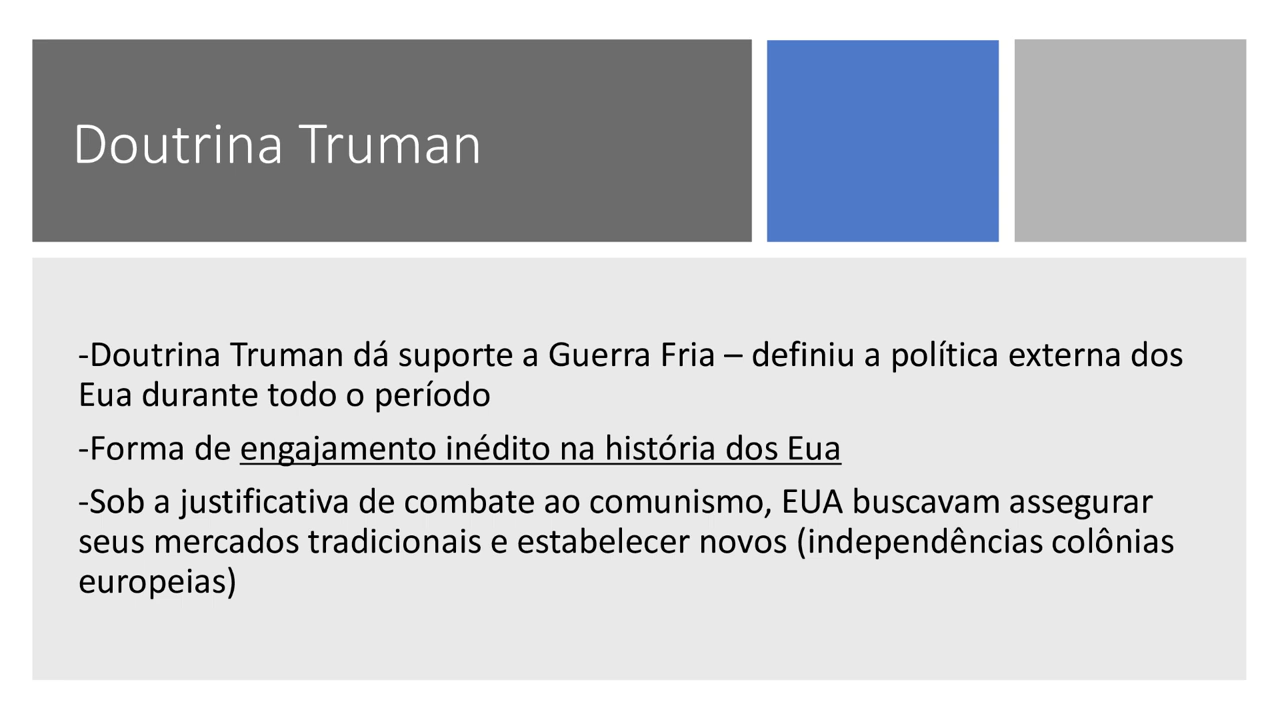 Doutrina Truman
-Doutrina Truman dá suporte a Guerra Fria – definiu a política externa dos
Eua durante todo o período
-Forma de engajamento inédito na história dos Eua
-Sob a justificativa de combate ao comunismo, EUA buscavam assegurar
seus mercados tradicionais e estabelecer novos (independências colônias
europeias)